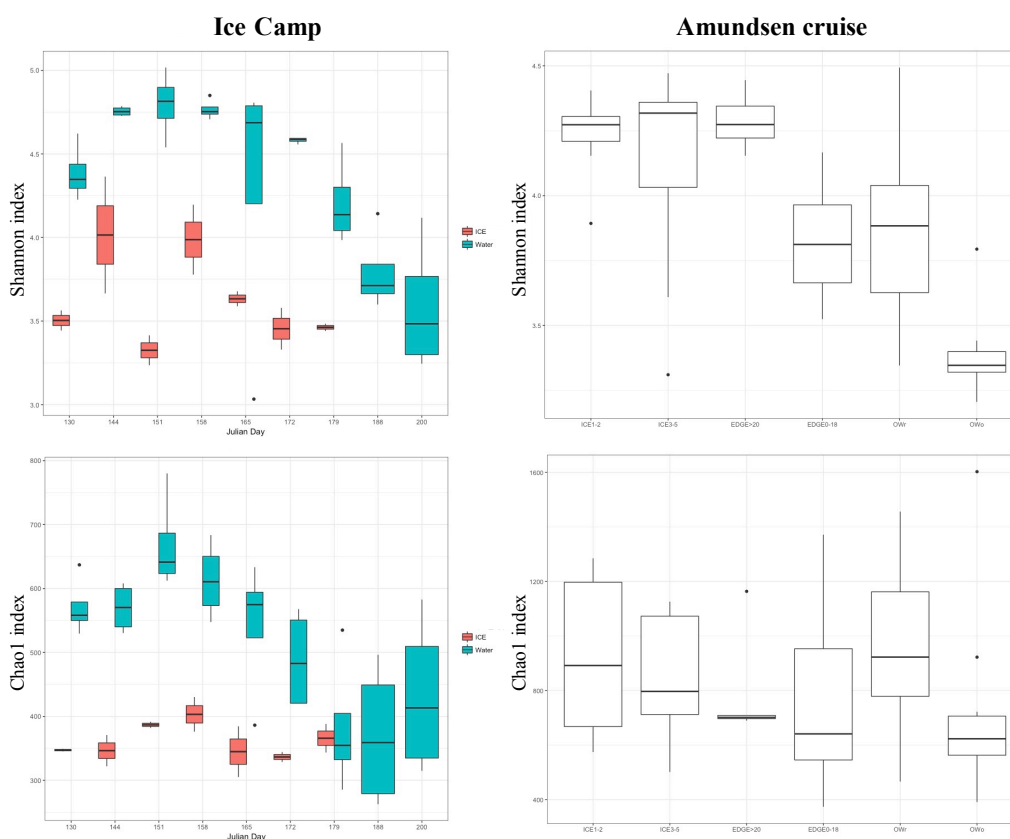 Ice Camp
Amundsen cruise
Shannon index
5.0
4.5
4.0
3.5
3.0
130 144 151 158 165 172 179 188 200
Julian Day
ICE
Water
4.5
4.0
3.5
ICE1-2 ICE3-5 EDGE>20 EDGE0-18 OWr OWo
Shannon index
Chao1 index
800
700
600
500
400
300
130 144 151 158 165 172 179 188 200
Julian Day
ICE
Water
Chao1 index
1600
1200
800
400
ICE1-2 ICE3-5 EDGE>20 EDGE0-18 OWr OWo